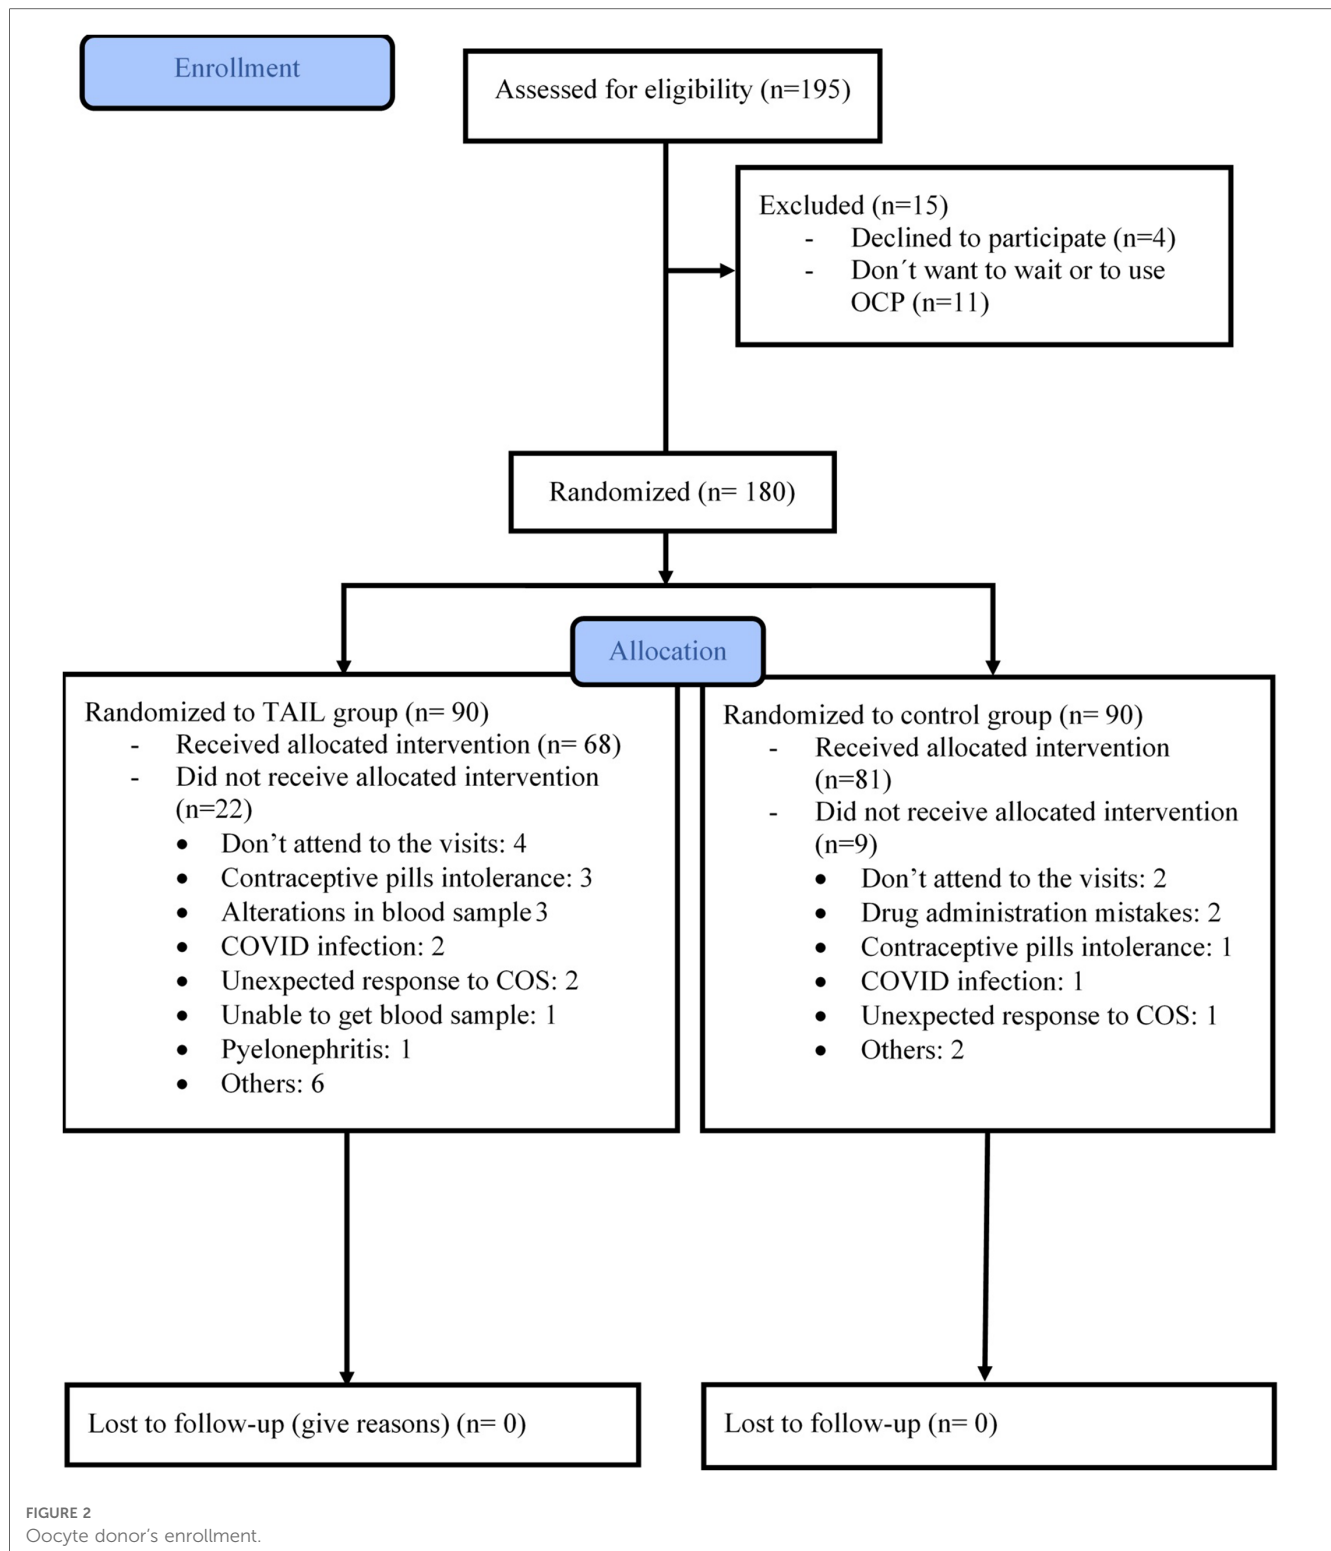 Enrollment
Assessed for eligibility (n=195)
Excluded (n=15)
- Declined to participate (n=4)
- Don´t want to wait or to use
OCP (n=11)
Randomized (n= 180)
Allocation
Randomized to TAIL group (n= 90)
- Received allocated intervention (n= 68)
- Did not receive allocated intervention
(n=22)
• Don’t attend to the visits: 4
• Contraceptive pills intolerance: 3
• Alterations in blood sample 3
• COVID infection: 2
• Unexpected response to COS: 2
• Unable to get blood sample: 1
• Pyelonephritis: 1
• Others: 6
Randomized to control group (n= 90)
- Received allocated intervention
(n=81)
- Did not receive allocated intervention
(n=9)
• Don’t attend to the visits: 2
• Drug administration mistakes: 2
• Contraceptive pills intolerance: 1
• COVID infection: 1
• Unexpected response to COS: 1
• Others: 2
Lost to follow-up (give reasons) (n= 0)
Lost to follow-up (n= 0)
FIGURE 2
Oocyte donor’s enrollment.